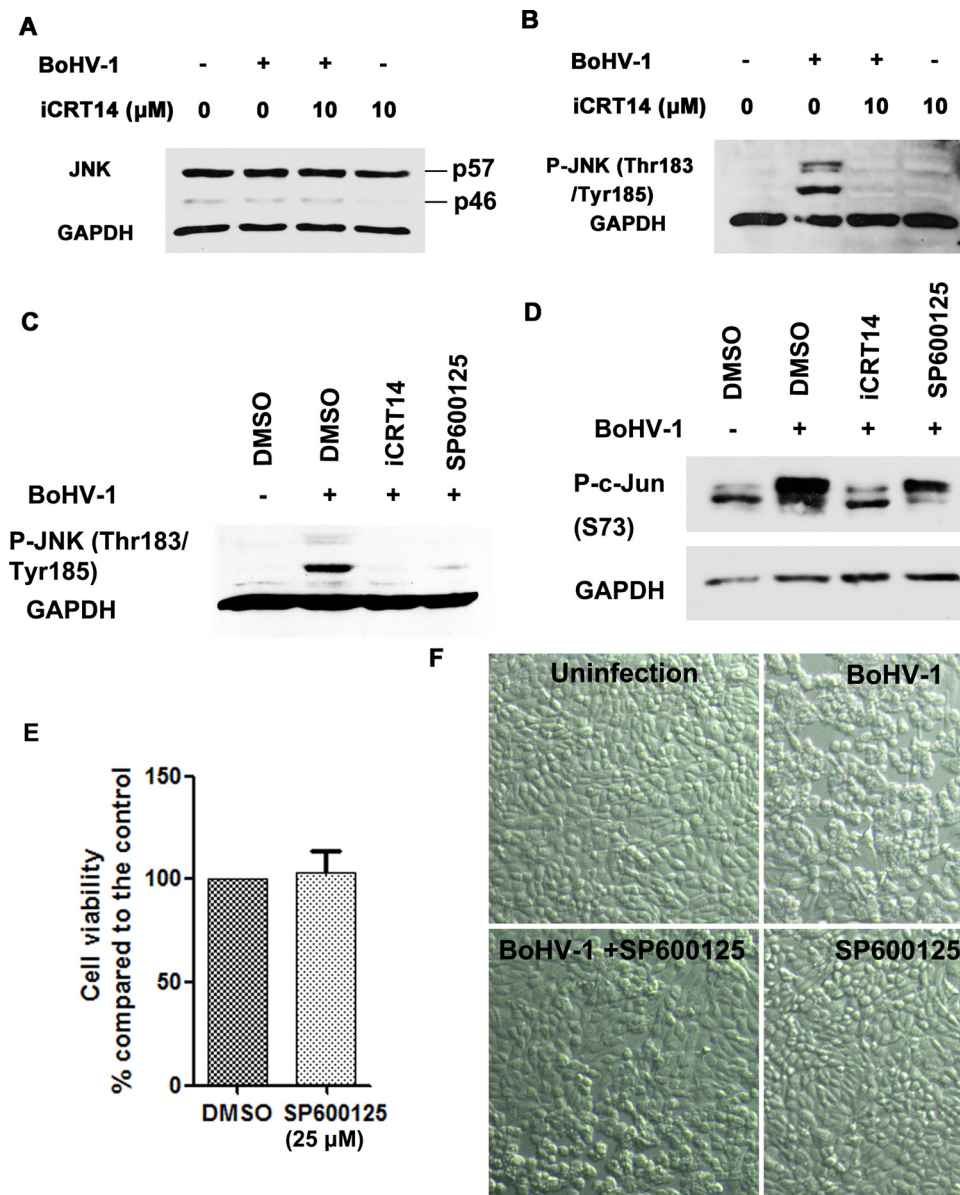 A
BoHV-1 - + + -
iCRT14 (µM) 0 0 10 10
JNK
p57
p46
GAPDH
B
BoHV-1 - + + -
iCRT14 (µM) 0 0 10 10
P-JNK (Thr183
/Tyr185)
GAPDH
C
DMSO DMSO iCRT14 SP600125
BoHV-1 - + + +
P-JNK (Thr183/
Tyr185)
GAPDH
D
DMSO DMSO iCRT14 SP600125
BoHV-1 - + + +
P-c-Jun
(S73)
GAPDH
E
Cell viability
% compared to the control
150
100
50
0
DMSO SP600125
(25 µM)
F
Uninfection
BoHV-1
BoHV-1 +SP600125
SP600125